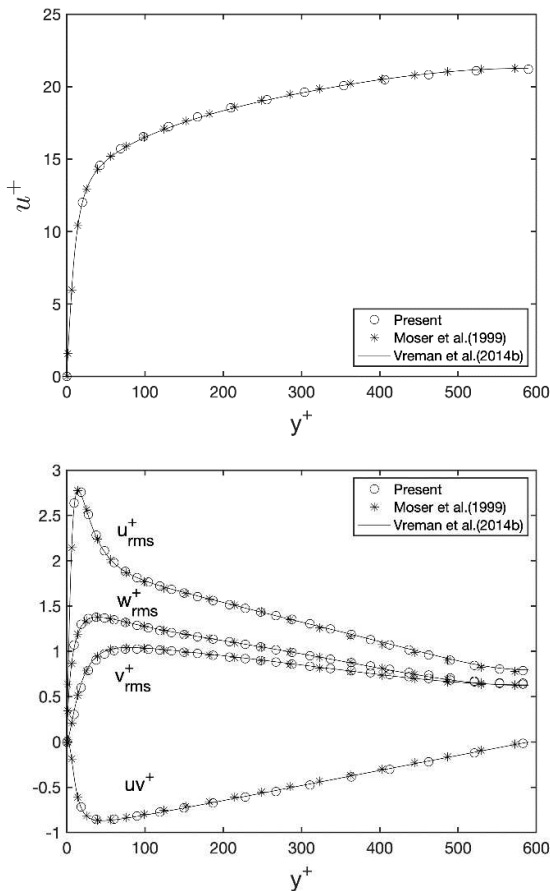 25
20
15
10
5
0
u+
0 100 200 300 400 500 600
y+
Present
Moser et al.(1999)
Vreman et al.(2014b)
3
2.5
2
1.5
1
0.5
0
-0.5
-1
u+rms
w+rms
v+rms
uv+
Present
Moser et al.(1999)
Vreman et al.(2014b)
0 100 200 300 400 500 600
y+